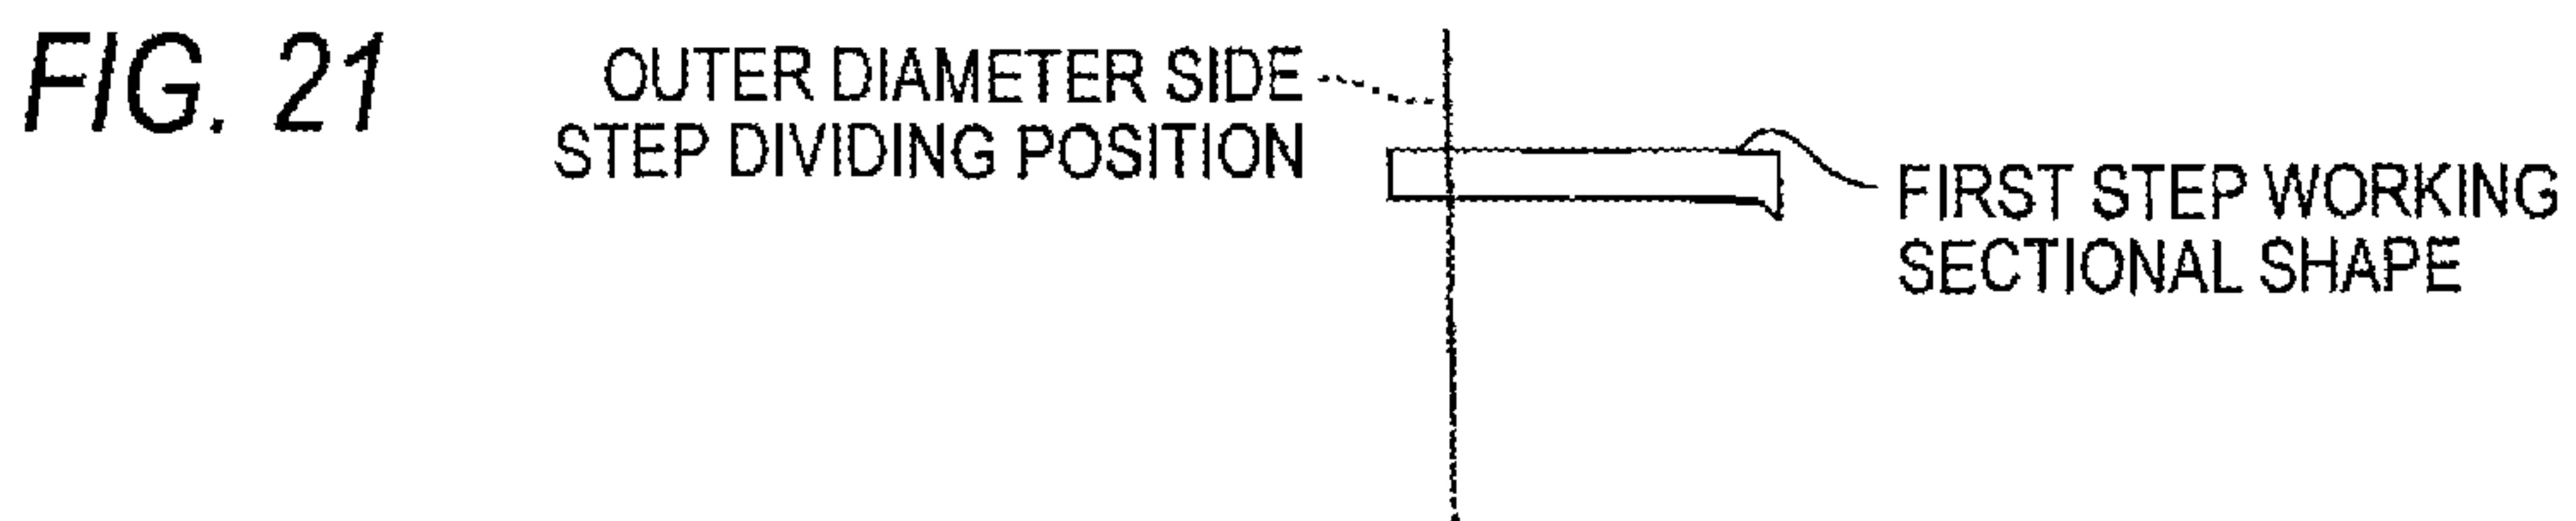 FIG. 21
OUTER DIAMETER SIDE
STEP DIVIDING POSITION
FIRST STEP WORKING
SECTIONAL SHAPE